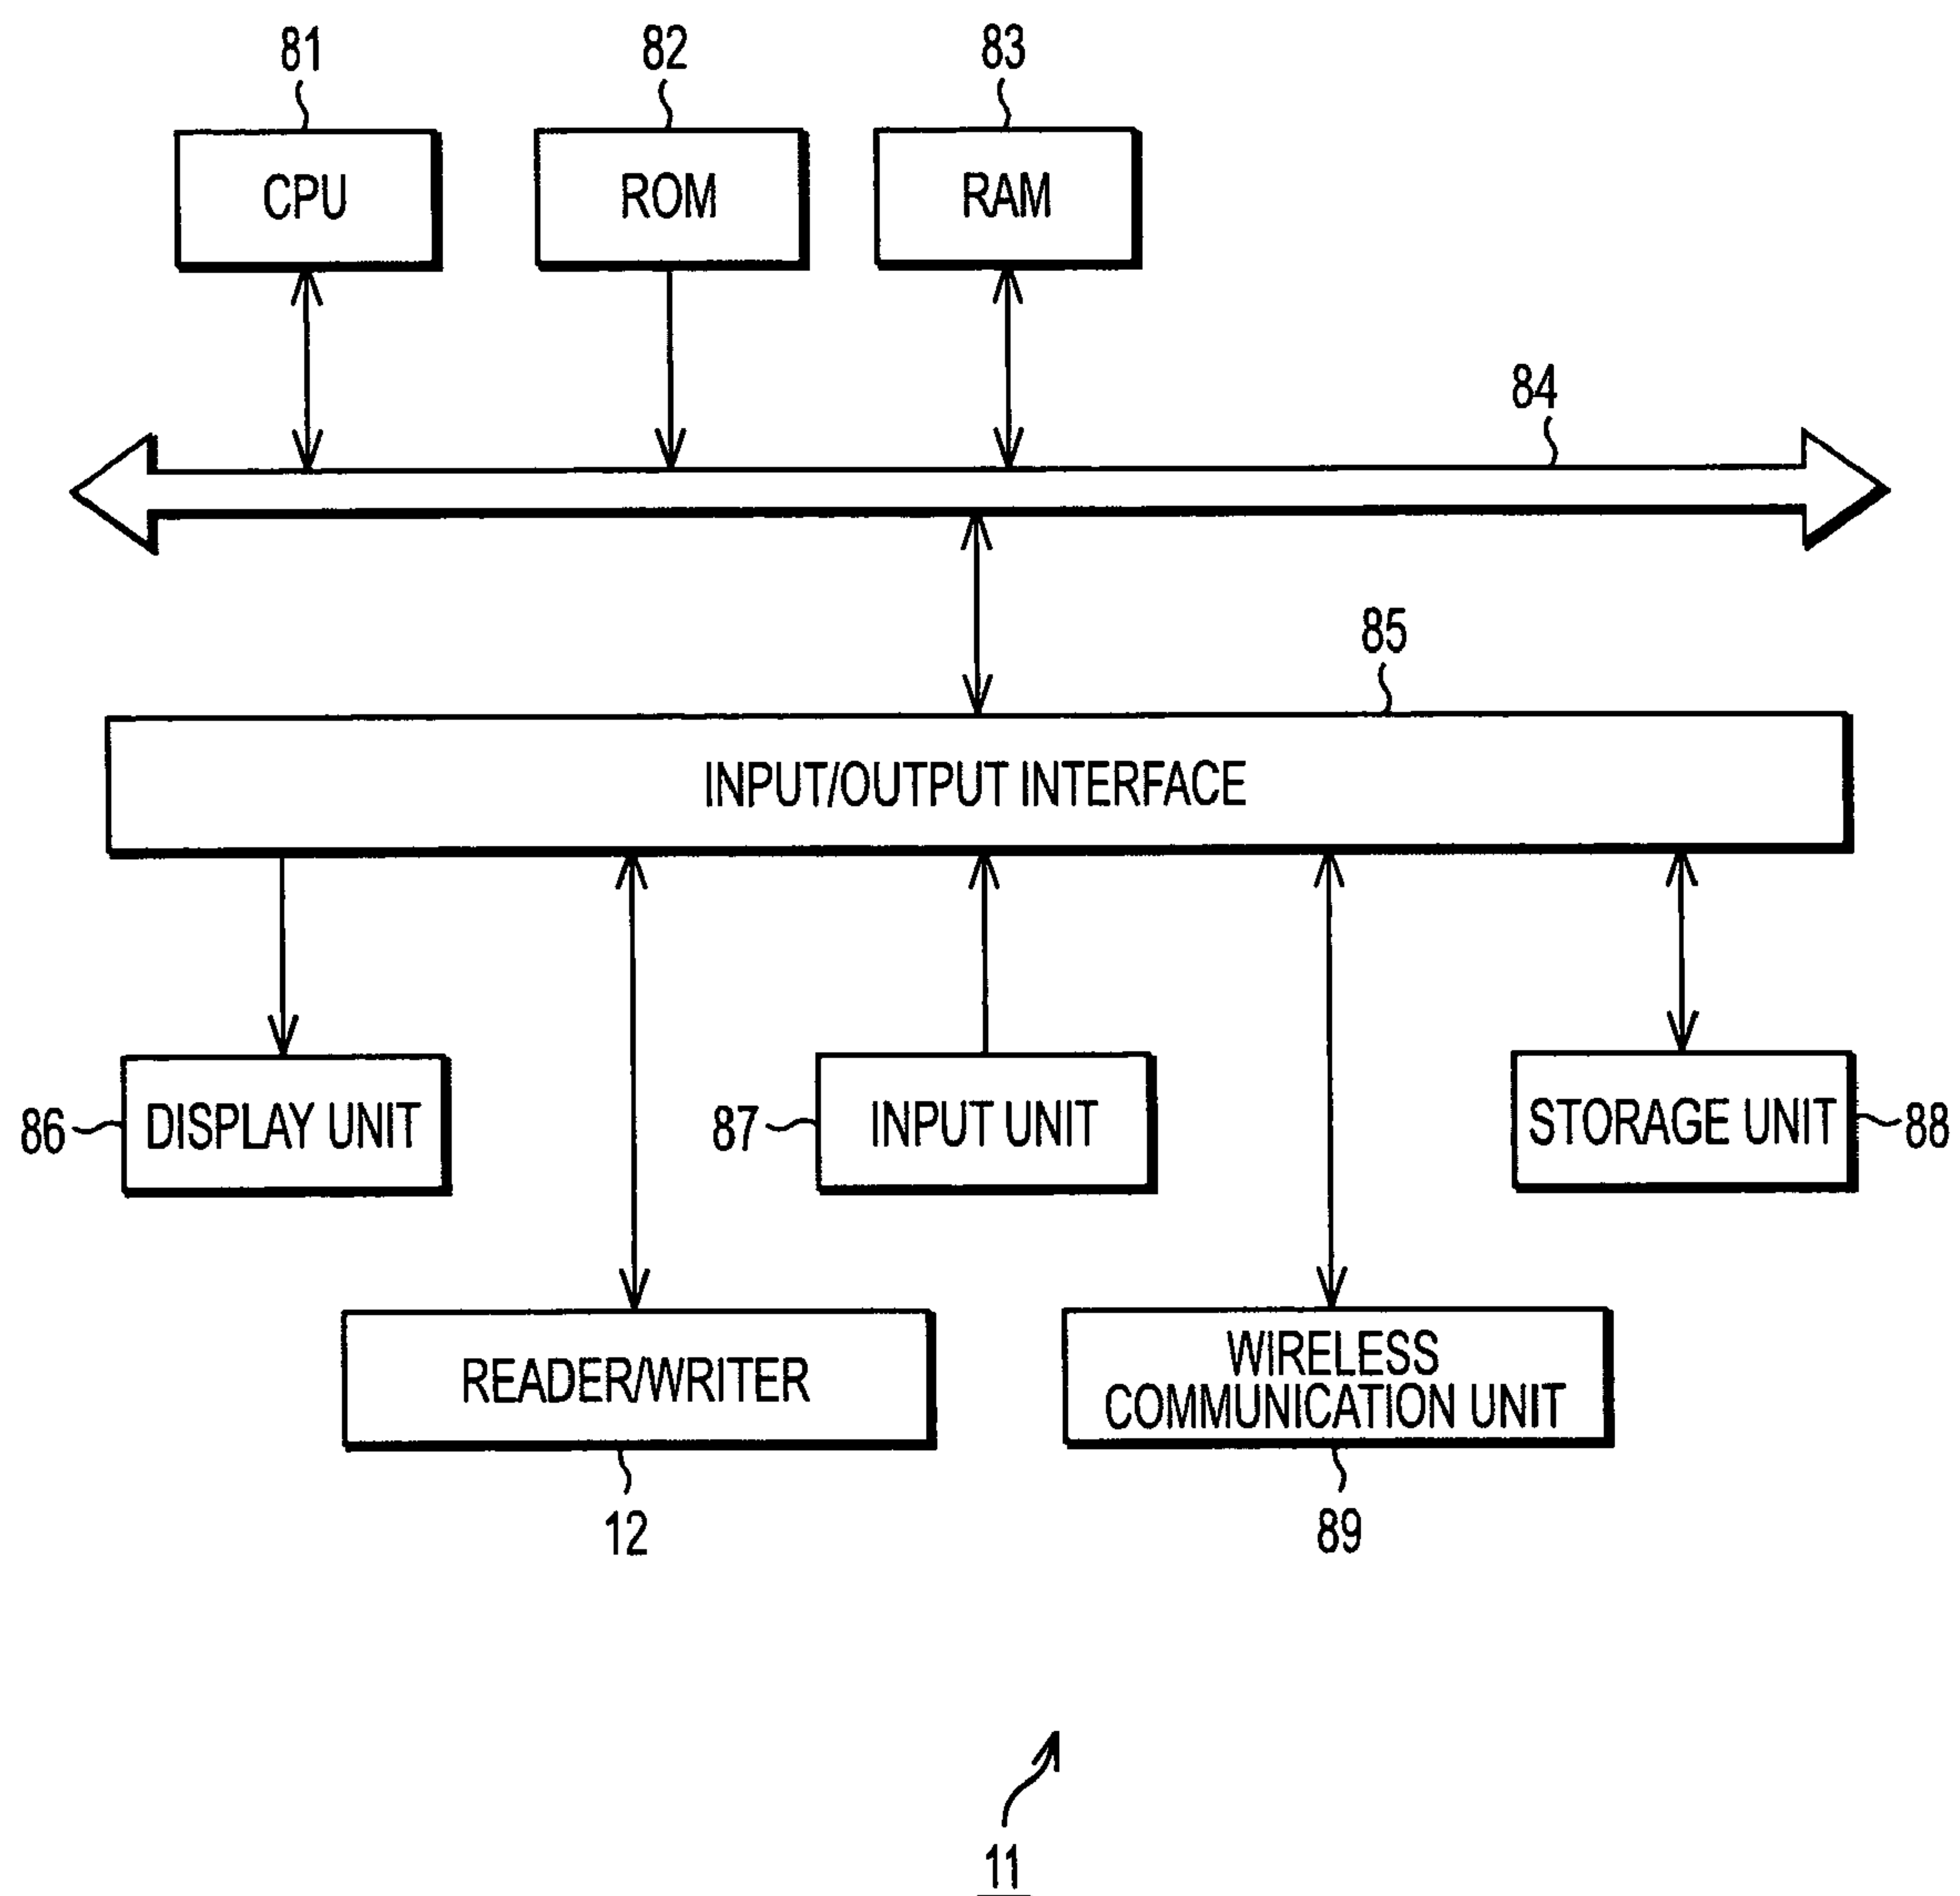 81
82
83
CPU
ROM
RAM
84
85
INPUT/OUTPUT INTERFACE
86
DISPLAY UNIT
87
INPUT UNIT
STORAGE UNIT
88
READER/WRITER
WIRELESS
COMMUNICATION UNIT
12
89
11